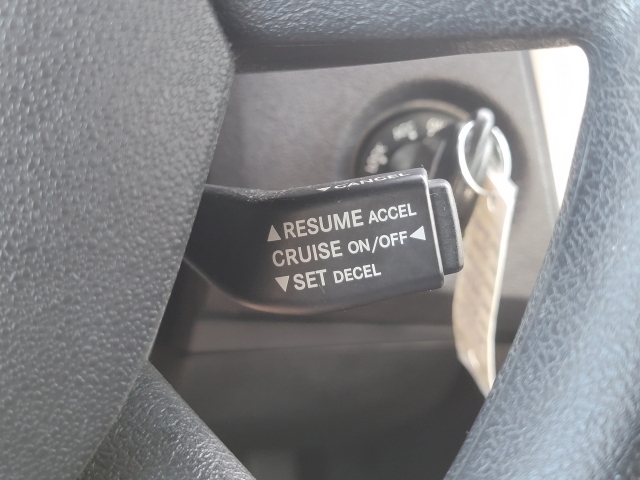 ▼CANCEL
▲RESUME ACCEL
CRUISE ON/OFF◀
▼SET DECEL